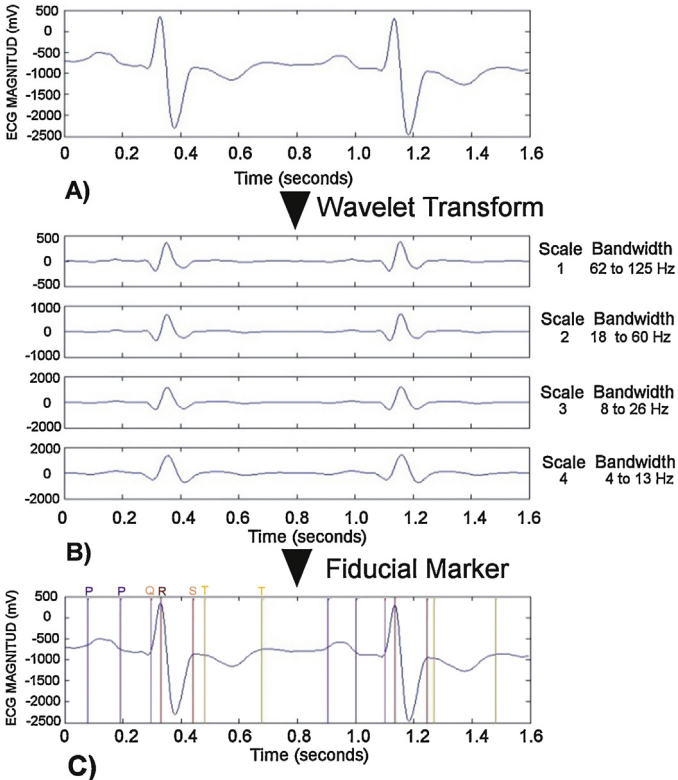 ECG MAGNITUD (mV)
500
0
-500
-1000
-1500
-2000
-2500
0 0.2 0.4 0.6 0.8 1.0 1.2 1.4 1.6
Time (seconds)
A)
Wavelet Transform
500
0
-500
Scale Bandwidth
1 62 to 125 Hz
1000
0
-1000
Scale Bandwidth
2 18 to 60 Hz
2000
0
-2000
Scale Bandwidth
3 8 to 26 Hz
2000
0
-2000
Scale Bandwidth
4 4 to 13 Hz
0 0.2 0.4 0.6 0.8 1.0 1.2 1.4 1.6
Time (seconds)
B)
Fiducial Marker
P P Q R S T T
ECG MAGNITUD (mV)
500
0
-500
-1000
-1500
-2000
-2500
0 0.2 0.4 0.6 0.8 1.0 1.2 1.4 1.6
Time (seconds)
C)